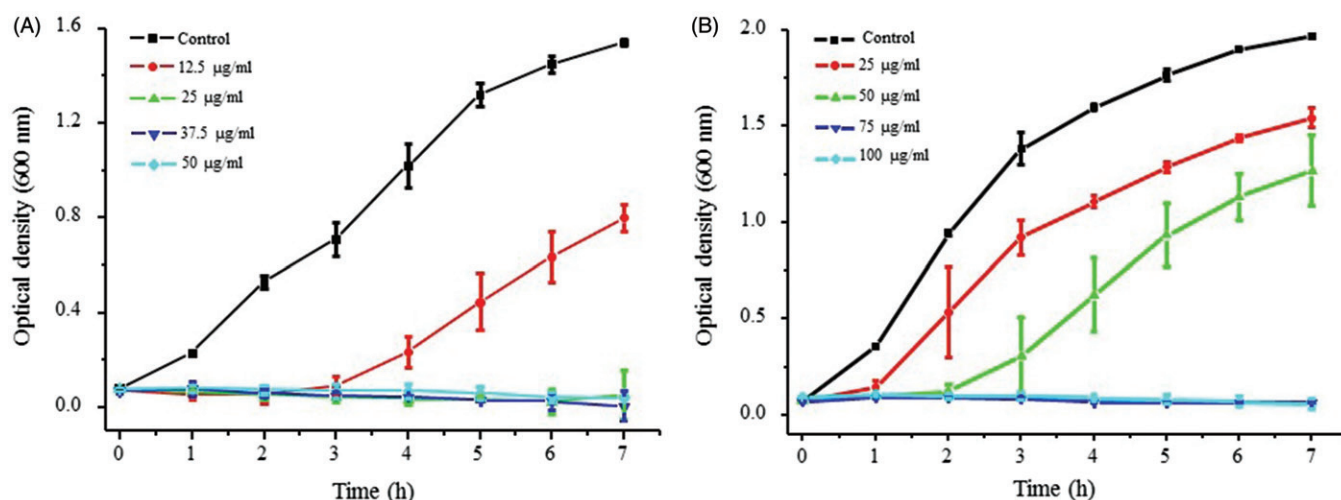 (A)
Optical density (600 nm)
1.6
1.2
0.8
0.4
0.0
Control
12.5 µg/ml
25 µg/ml
37.5 µg/ml
50 µg/ml
0 1 2 3 4 5 6 7
Time (h)
(B)
Optical density (600 nm)
2.0
1.5
1.0
0.5
0.0
Control
25 µg/ml
50 µg/ml
75 µg/ml
100 µg/ml
0 1 2 3 4 5 6 7
Time (h)